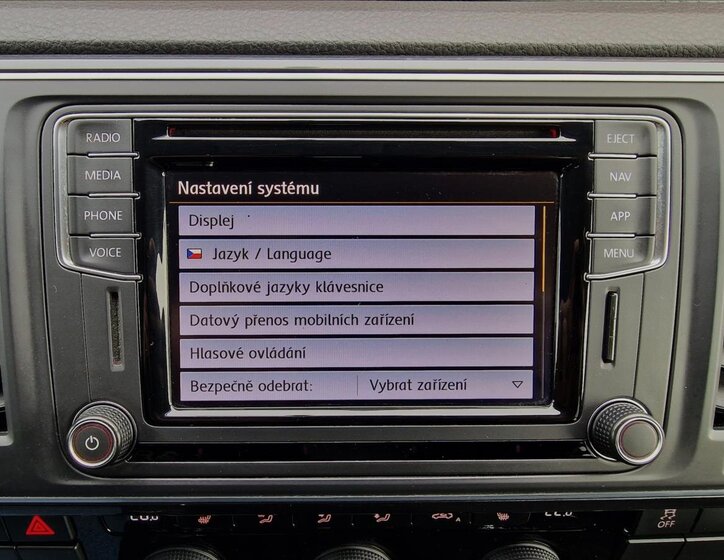 RADIO
EJECT
MEDIA
NAV
PHONE
APP
VOICE
MENU
Nastavení systému
Displej
Jazyk / Language
Doplňkové jazyky klávesnice
Datový přenos mobilních zařízení
Hlasové ovládání
Bezpečně odebrat: Vybrat zařízení
OFF